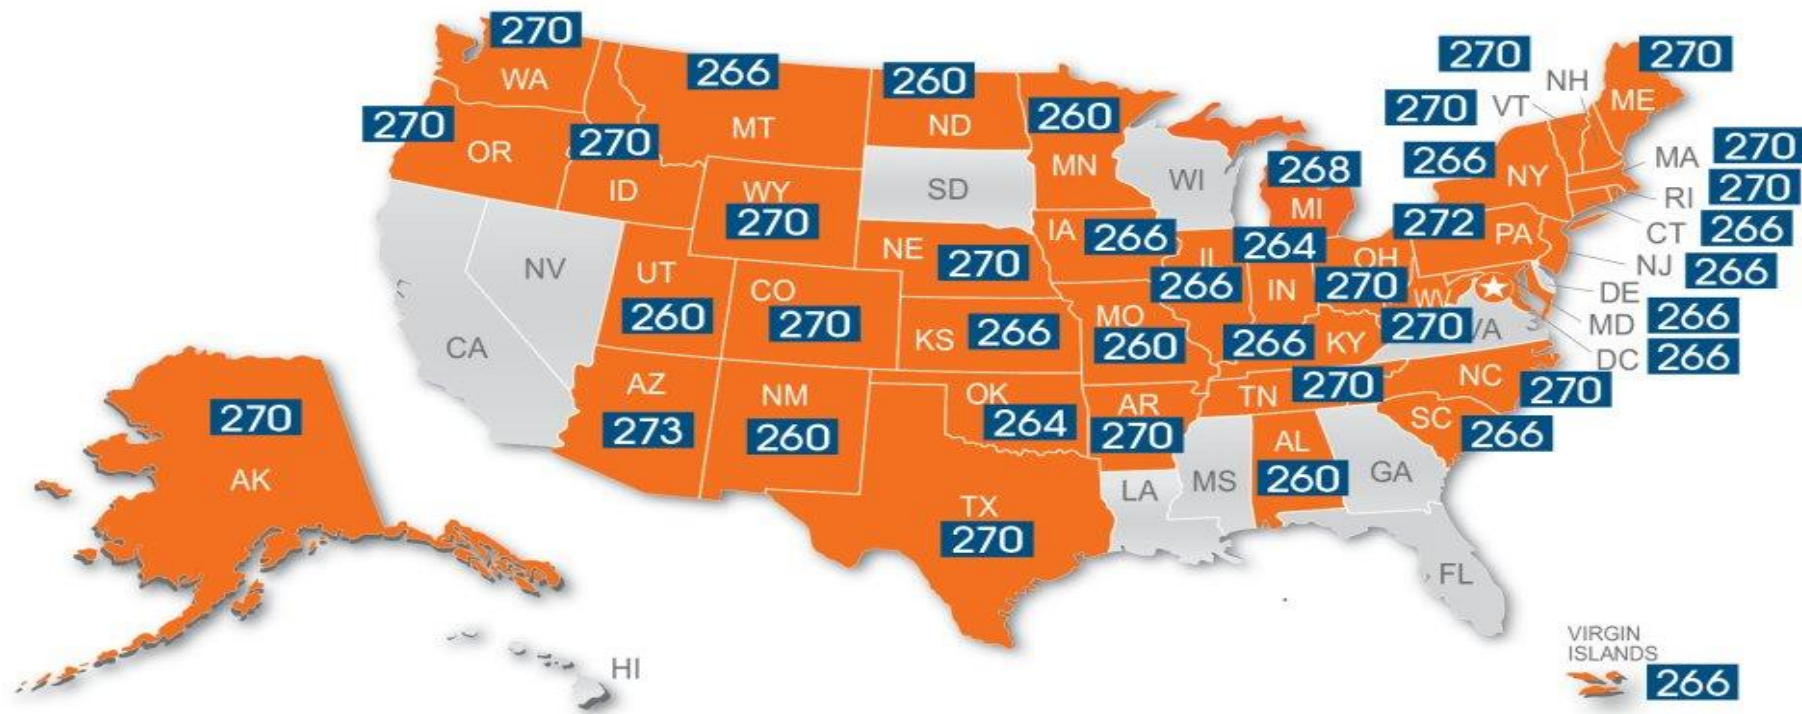 270
WA
266
MT
260
ND
260
MN
270
OR
270
ID
WY
270
SD
WI
268
MI
270
NH
270
ME
270
VT
266
NY
MA 270
RI 270
CT 266
NJ 266
DE
MD 266
DC 266
272 PA
NV
UT
260
CO
270
NE
270
IA 266
IL
266
264
IN
OH
270
WV
270
VA
CA
KS 266
MO
260
266
KY
AZ
273
NM
260
OK
264
AR
270
TN 270
NC
270
SC
266
AL
260
GA
MS
LA
TX
270
FL
270
AK
HI
VIRGIN
ISLANDS
266